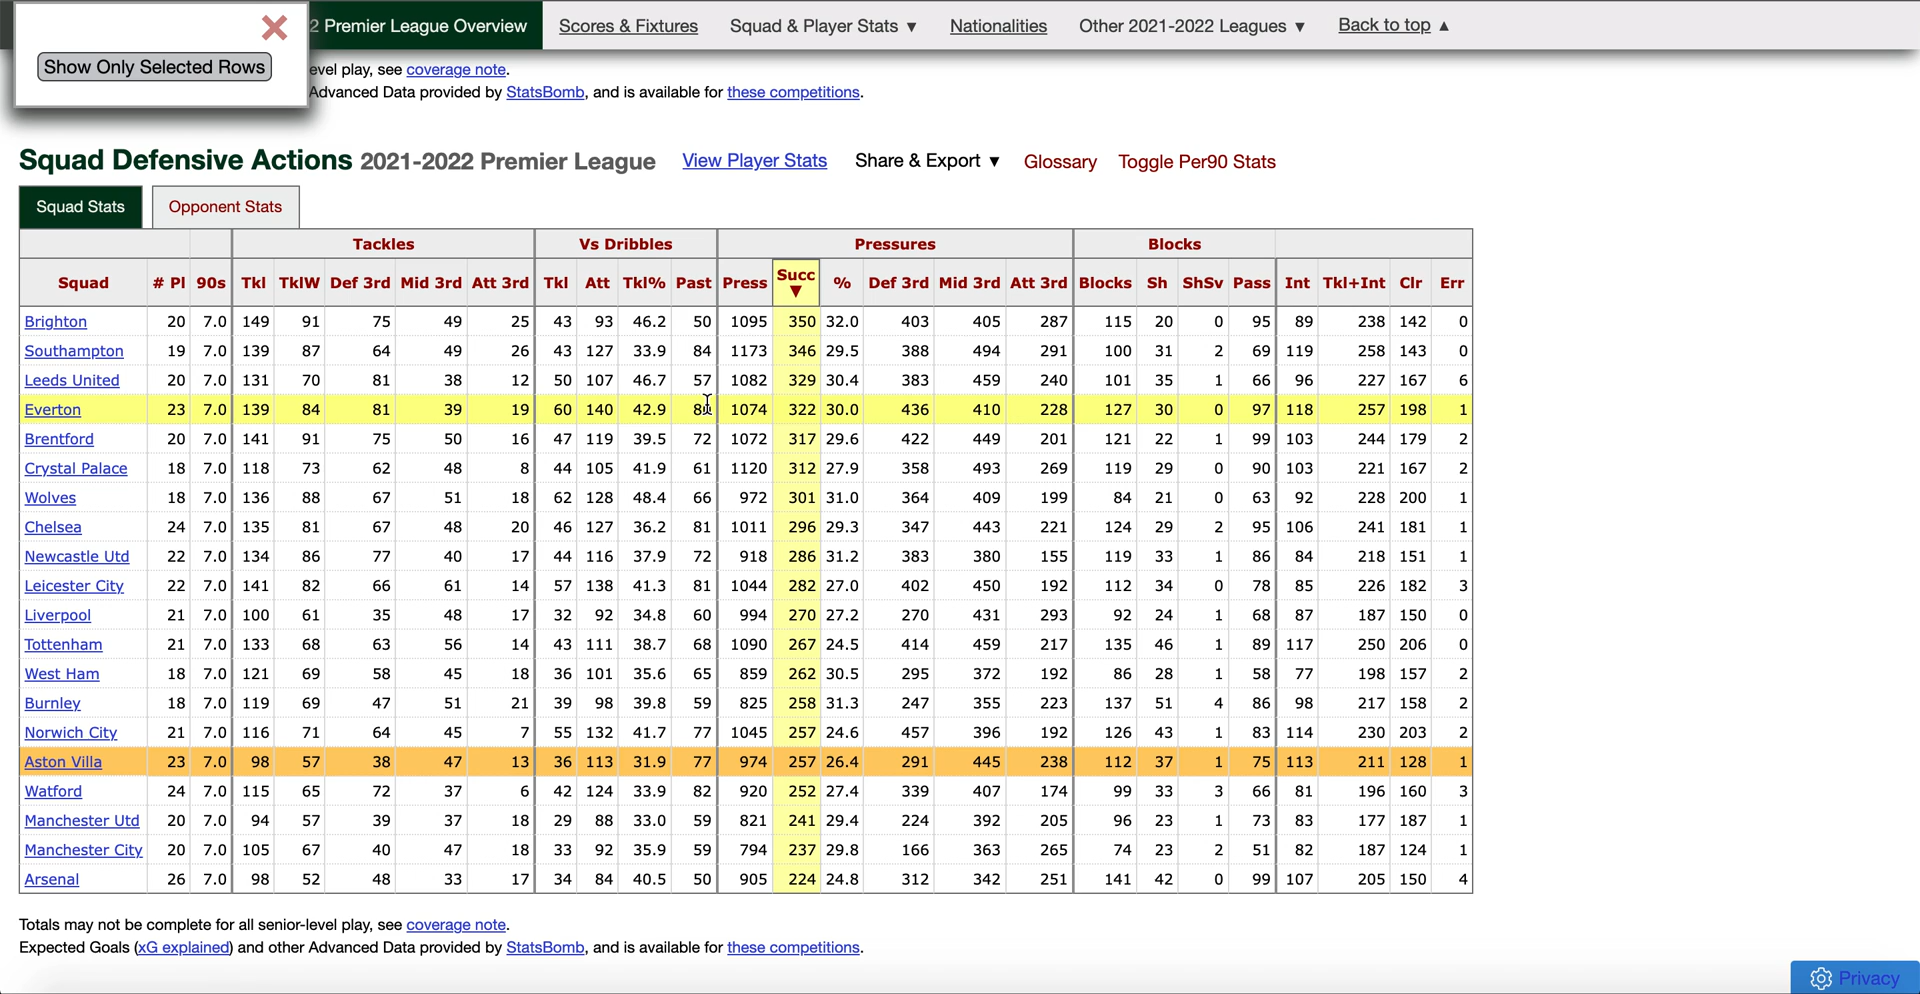 2 Premier League Overview Scores & Fixtures Squad & Player Stats ▼ Nationalities Other 2021-2022 Leagues ▼ Back to top ▲
Show Only Selected Rows
evel play, see coverage note.
Advanced Data provided by StatsBomb, and is available for these competitions.
Squad Defensive Actions 2021-2022 Premier League View Player Stats Share & Export ▼ Glossary Toggle Per90 Stats
Squad Stats Opponent Stats
Tackles Vs Dribbles Pressures Blocks
Squad # Pl 90s Tkl TklW Def 3rd Mid 3rd Att 3rd Tkl Att Tkl% Past Press Succ ▼ % Def 3rd Mid 3rd Att 3rd Blocks Sh ShSv Pass Int Tkl+Int Clr Err
Brighton 20 7.0 149 91 75 49 25 43 93 46.2 50 1095 350 32.0 403 405 287 115 20 0 95 89 238 142 0
Southampton 19 7.0 139 87 64 49 26 43 127 33.9 84 1173 346 29.5 388 494 291 100 31 2 69 119 258 143 0
Leeds United 20 7.0 131 70 81 38 12 50 107 46.7 57 1082 329 30.4 383 459 240 101 35 1 66 96 227 167 6
Everton 23 7.0 139 84 81 39 19 60 140 42.9 1074 322 30.0 436 410 228 127 30 0 97 118 257 198 1
Brentford 20 7.0 141 91 75 50 16 47 119 39.5 72 1072 317 29.6 422 449 201 121 22 1 99 103 244 179 2
Crystal Palace 18 7.0 118 73 62 48 8 44 105 41.9 61 1120 312 27.9 358 493 269 119 29 0 90 103 221 167 2
Wolves 18 7.0 136 88 67 51 18 62 128 48.4 66 972 301 31.0 364 409 199 84 21 0 63 92 228 200 1
Chelsea 24 7.0 135 81 67 48 20 46 127 36.2 81 1011 296 29.3 347 443 221 124 29 2 95 106 241 181 1
Newcastle Utd 22 7.0 134 86 77 40 17 44 116 37.9 72 918 286 31.2 383 380 155 119 33 1 86 84 218 151 1
Leicester City 22 7.0 141 82 66 61 14 57 138 41.3 81 1044 282 27.0 402 450 192 112 34 0 78 85 226 182 3
Liverpool 21 7.0 100 61 35 48 17 32 92 34.8 60 994 270 27.2 270 431 293 92 24 1 68 87 187 150 0
Tottenham 21 7.0 133 68 63 56 14 43 111 38.7 68 1090 267 24.5 414 459 217 135 46 1 89 117 250 206 0
West Ham 18 7.0 121 69 58 45 18 36 101 35.6 65 859 262 30.5 295 372 192 86 28 1 58 77 198 157 2
Burnley 18 7.0 119 69 47 51 21 39 98 39.8 59 825 258 31.3 247 355 223 137 51 4 86 98 217 158 2
Norwich City 21 7.0 116 71 64 45 7 55 132 41.7 77 1045 257 24.6 457 396 192 126 43 1 83 114 230 203 2
Aston Villa 23 7.0 98 57 38 47 13 36 113 31.9 77 974 257 26.4 291 445 238 112 37 1 75 113 211 128 1
Watford 24 7.0 115 65 72 37 6 42 124 33.9 82 920 252 27.4 339 407 174 99 33 3 66 81 196 160 3
Manchester Utd 20 7.0 94 57 39 37 18 29 88 33.0 59 821 241 29.4 224 392 205 96 23 1 73 83 177 187 1
Manchester City 20 7.0 105 67 40 47 18 33 92 35.9 59 794 237 29.8 166 363 265 74 23 2 51 82 187 124 1
Arsenal 26 7.0 98 52 48 33 17 34 84 40.5 50 905 224 24.8 312 342 251 141 42 0 99 107 205 150 4
Totals may not be complete for all senior-level play, see coverage note.
Expected Goals (xG explained) and other Advanced Data provided by StatsBomb, and is available for these competitions.
Privacy